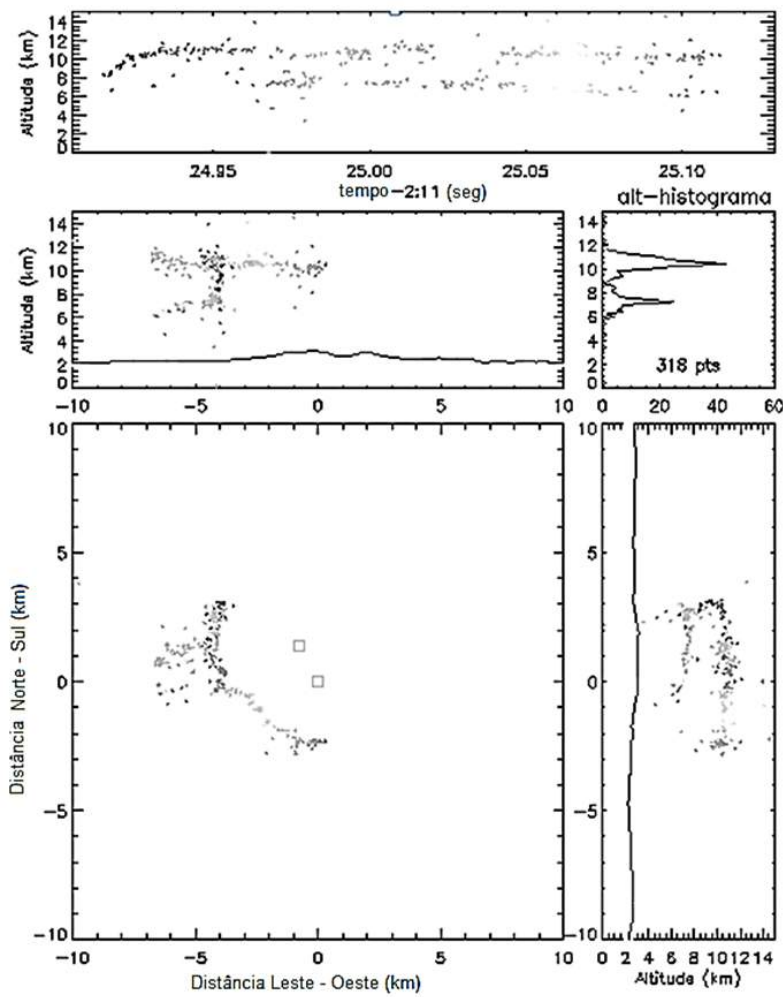 Altitude (km)
14
12
10
8
6
4
2
0
24.95 25.00 25.05 25.10
tempo-2:11 (seg)
alt-histograma
Altitude (km)
14
12
10
8
6
4
2
0
-10 -5 0 5 10
14
12
10
8
6
4
2
0
318 pts
0 20 40 60
Distância Norte - Sul (km)
10
5
0
-5
-10
-10 -5 0 5 10
Distância Leste - Oeste (km)
10
5
0
-5
-10
0 2 4 6 8 10 12 14
Altitude (km)